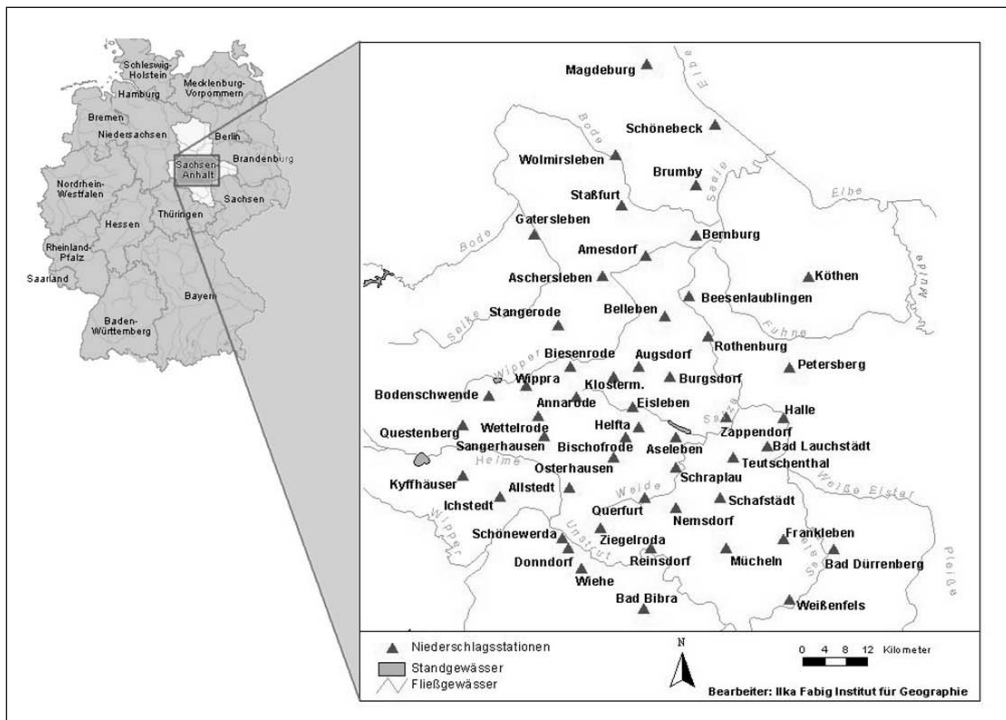 Schleswig-
Holstein
Mecklenburg-
Vorpommern
Hamburg
Bremen
Niedersachsen
Berlin
Brandenburg
Sachsen-
Anhalt
Nordrhein-
Westfalen
Sachsen
Thüringen
Hessen
Rheinland-
Pfalz
Saarland
Bayern
Baden-
Württemberg
Magdeburg
Elbe
Schönebeck
Bode
Wolmirsleben
Brumby
Saale
Elbe
Staßfurt
Gatersleben
Bernburg
Bode
Amesdorf
Mulde
Aschersleben
Köthen
Beesenlaublingen
Belleben
Stangerode
Selke
Fuhne
Rothenburg
Biesenrode
Augsdorf
Wipper
Petersberg
Wippra
Klosterm.
Burgsdorf
Bodenschwende
Annarode
Eisleben
Salza
Halle
Wettelrode
Helfta
Zappendorf
Questenberg
Sangerhausen
Bischofrode
Aseleben
Bad Lauchstädt
Helme
Osterhausen
Teutschenthal
Schraplau
Kyffhäuser
Allstedt
Weide
Weiße Elster
Ichstedt
Querfurt
Schafstädt
Nemsdorf
Wipper
Schönewerda
Unstrut
Ziegelroda
Frankleben
Saale
Pleiße
Donndorf
Reinsdorf
Mücheln
Bad Dürrenberg
Wiehe
Bad Bibra
Weißenfels
Niederschlagsstationen
Standgewässer
Fließgewässer
N
0 4 8 12 Kilometer
Bearbeiter: Ilka Fabig Institut für Geographie